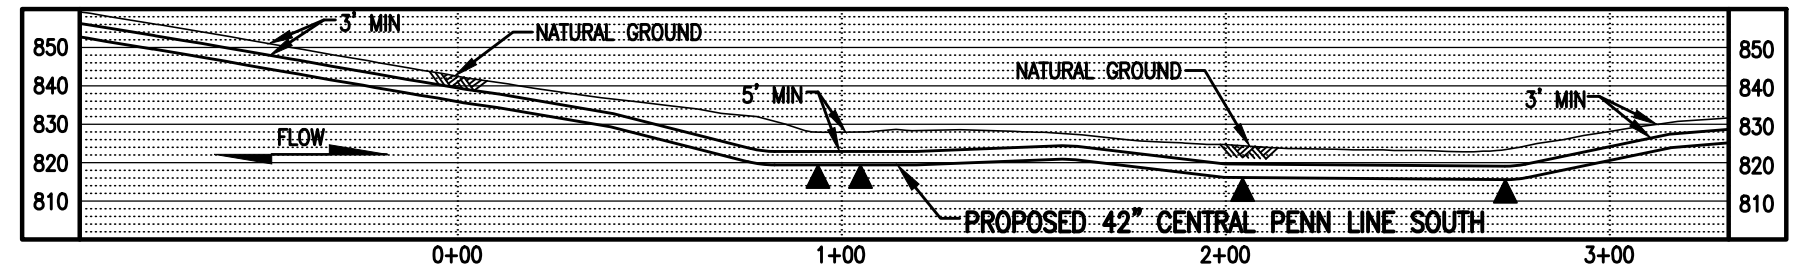 3' MIN
NATURAL GROUND
850
850
NATURAL GROUND
840
840
5' MIN
3' MIN
830
830
FLOW
820
820
810
810
PROPOSED 42" CENTRAL PENN LINE SOUTH
0+00
1+00
2+00
3+00